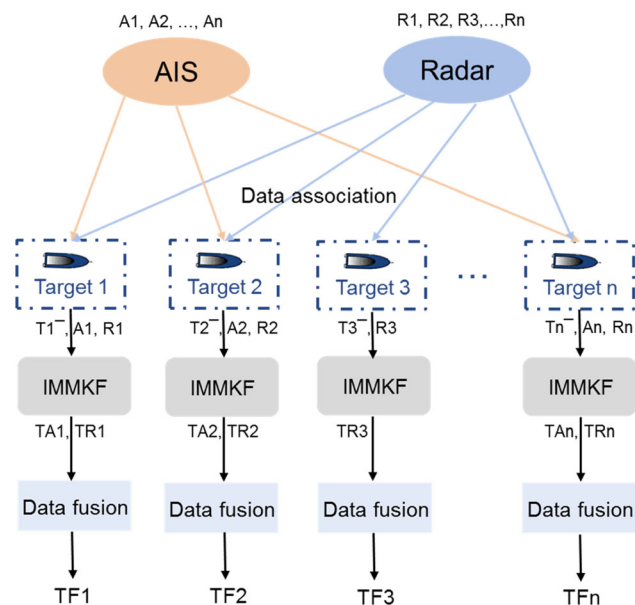 A1, A2, ..., An
R1, R2, R3,...,Rn
AIS
Radar
Data association
Target 1
Target 2
Target 3
...
Target n
T1⁻, A1, R1
T2⁻, A2, R2
T3⁻, R3
Tn⁻, An, Rn
IMMKF
IMMKF
IMMKF
IMMKF
TA1, TR1
TA2, TR2
TR3
TAn, TRn
Data fusion
Data fusion
Data fusion
Data fusion
TF1
TF2
TF3
TFn